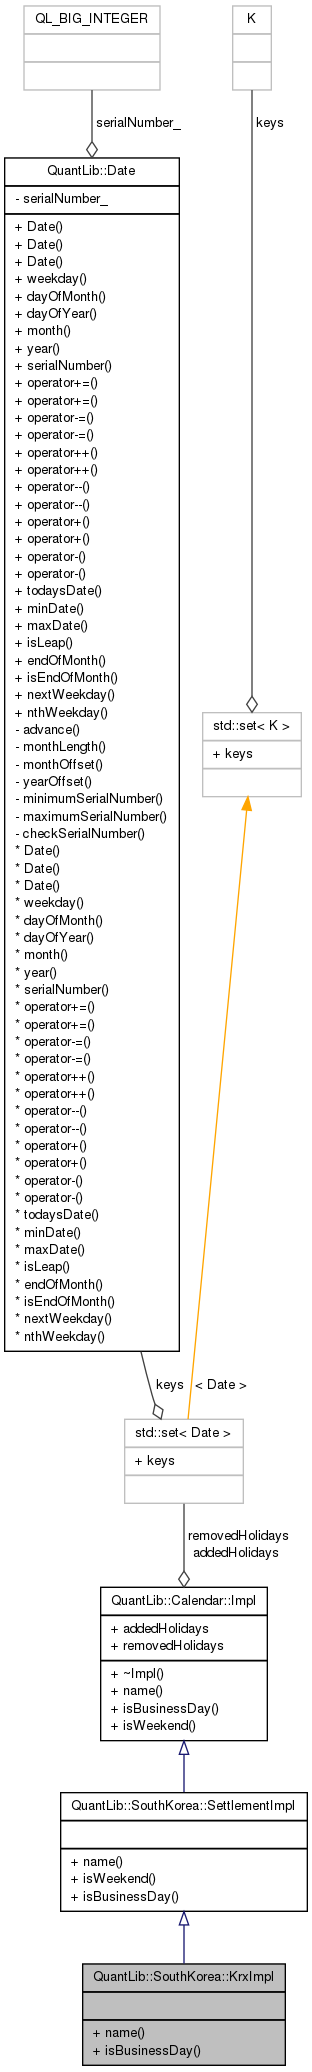 QL_BIG_INTEGER
K
serialNumber_
keys
QuantLib::Date
- serialNumber_
+ Date()
+ Date()
+ Date()
+ weekday()
+ dayOfMonth()
+ dayOfYear()
+ month()
+ year()
+ serialNumber()
+ operator+=()
+ operator+=()
+ operator-=()
+ operator-=()
+ operator++()
+ operator++()
+ operator--()
+ operator--()
+ operator+()
+ operator+()
+ operator-()
+ operator-()
+ todaysDate()
+ minDate()
+ maxDate()
+ isLeap()
+ endOfMonth()
+ isEndOfMonth()
+ nextWeekday()
+ nthWeekday()
- advance()
- monthLength()
- monthOffset()
- yearOffset()
- minimumSerialNumber()
- maximumSerialNumber()
- checkSerialNumber()
* Date()
* Date()
* Date()
* weekday()
* dayOfMonth()
* dayOfYear()
* month()
* year()
* serialNumber()
* operator+=()
* operator+=()
* operator-=()
* operator-=()
* operator++()
* operator++()
* operator--()
* operator--()
* operator+()
* operator+()
* operator-()
* operator-()
* todaysDate()
* minDate()
* maxDate()
* isLeap()
* endOfMonth()
* isEndOfMonth()
* nextWeekday()
* nthWeekday()
std::set< K >
+ keys
keys
< Date >
std::set< Date >
+ keys
removedHolidays
addedHolidays
QuantLib::Calendar::Impl
+ addedHolidays
+ removedHolidays
+ ~Impl()
+ name()
+ isBusinessDay()
+ isWeekend()
QuantLib::SouthKorea::SettlementImpl
+ name()
+ isWeekend()
+ isBusinessDay()
QuantLib::SouthKorea::KrxImpl
+ name()
+ isBusinessDay()